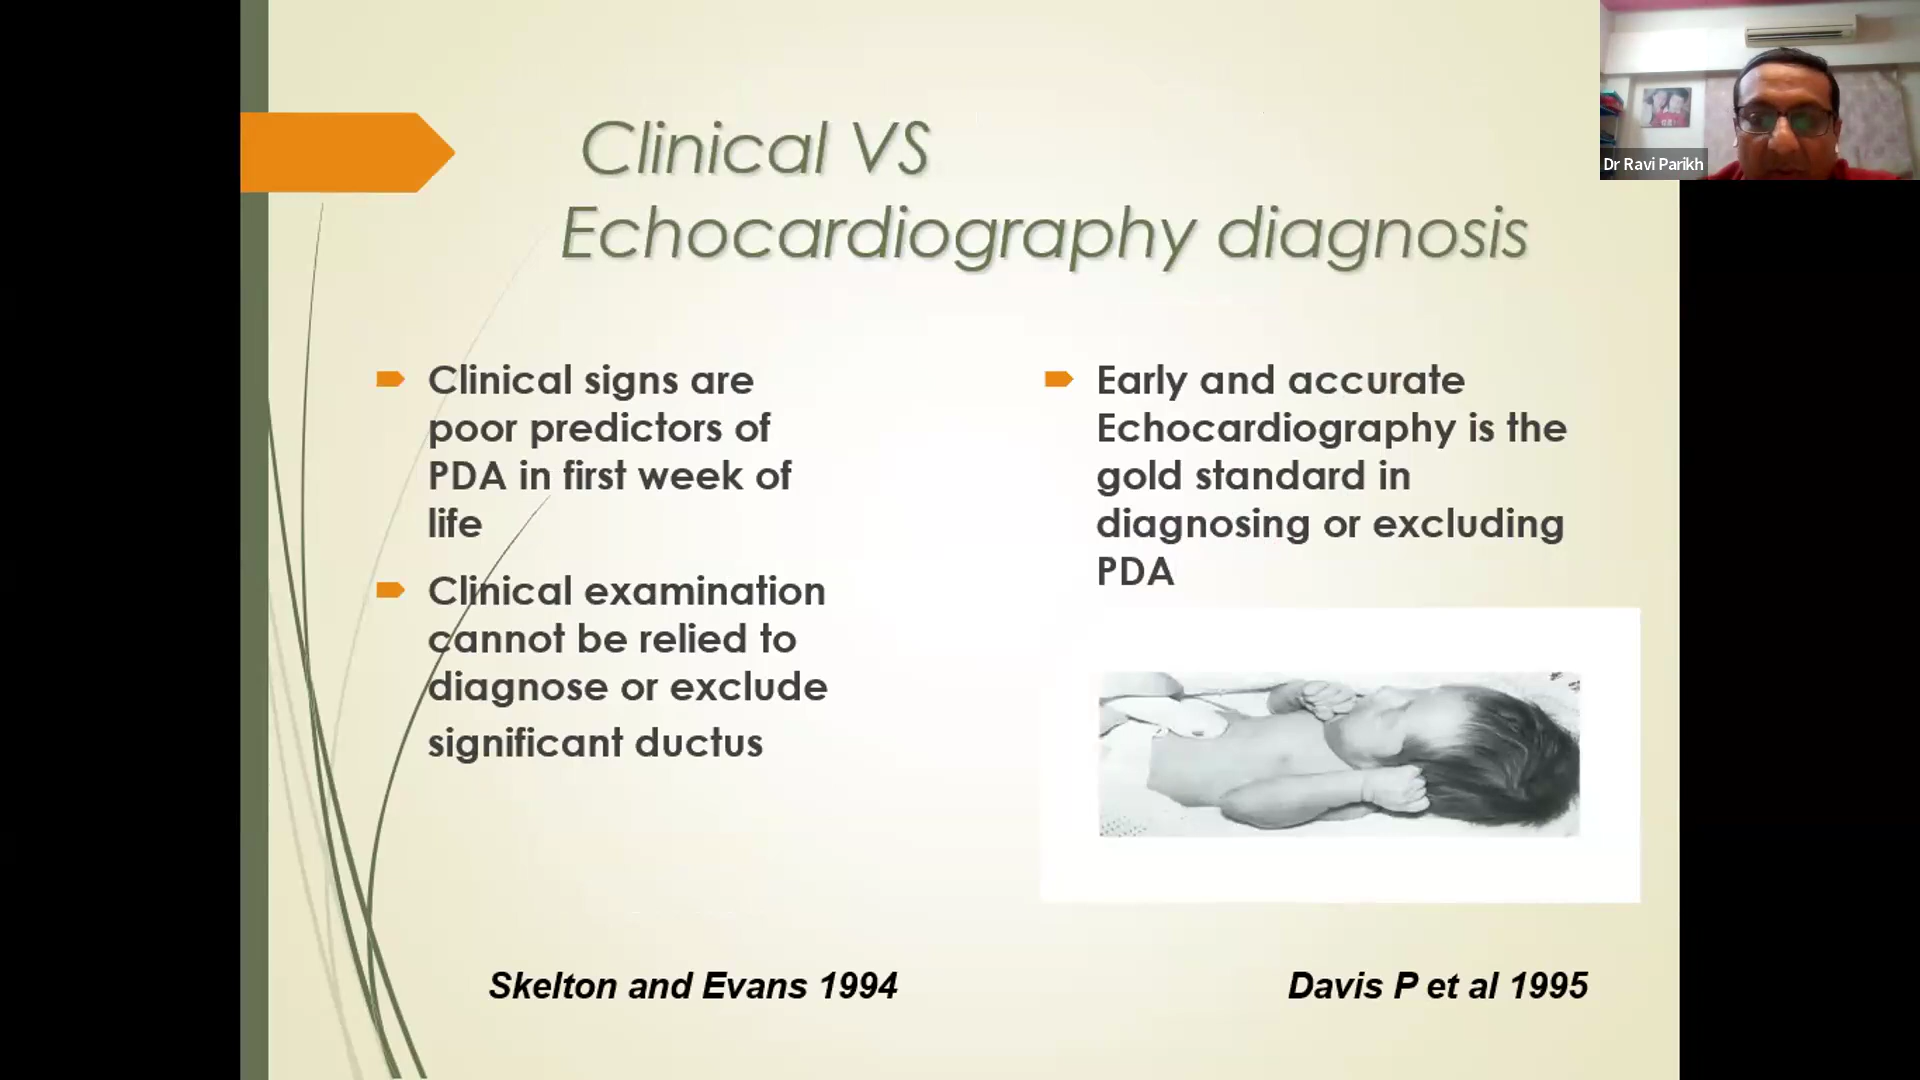 Clinical VS
Echocardiography diagnosis
Clinical signs are
poor predictors of
PDA in first week of
life
Clinical examination
cannot be relied to
diagnose or exclude
significant ductus
Early and accurate
Echocardiography is the
gold standard in
diagnosing or excluding
PDA
Skelton and Evans 1994
Davis P et al 1995
Dr Ravi Parikh